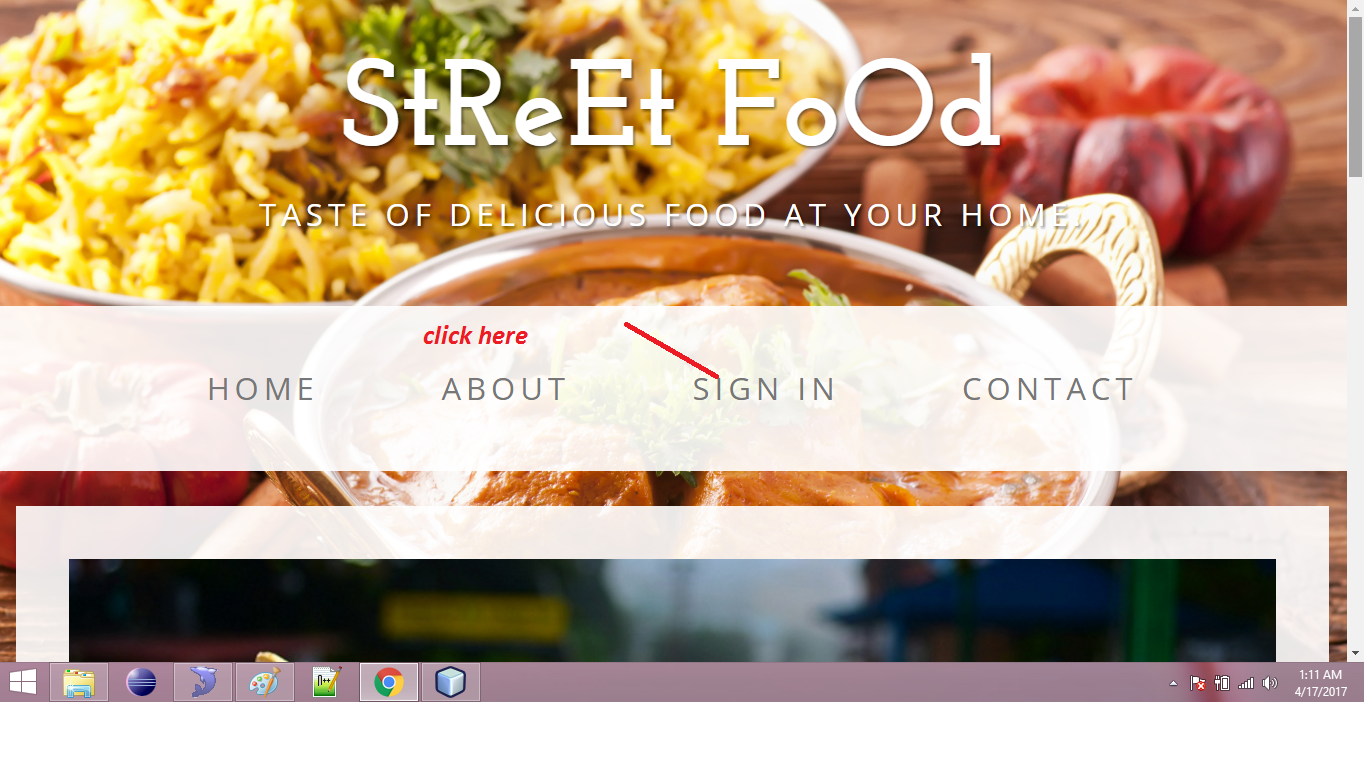 StReEt FoOd
TASTE OF DELICIOUS FOOD AT YOUR HOME.
click here
HOME ABOUT SIGN IN CONTACT
1:11 AM
4/17/2017